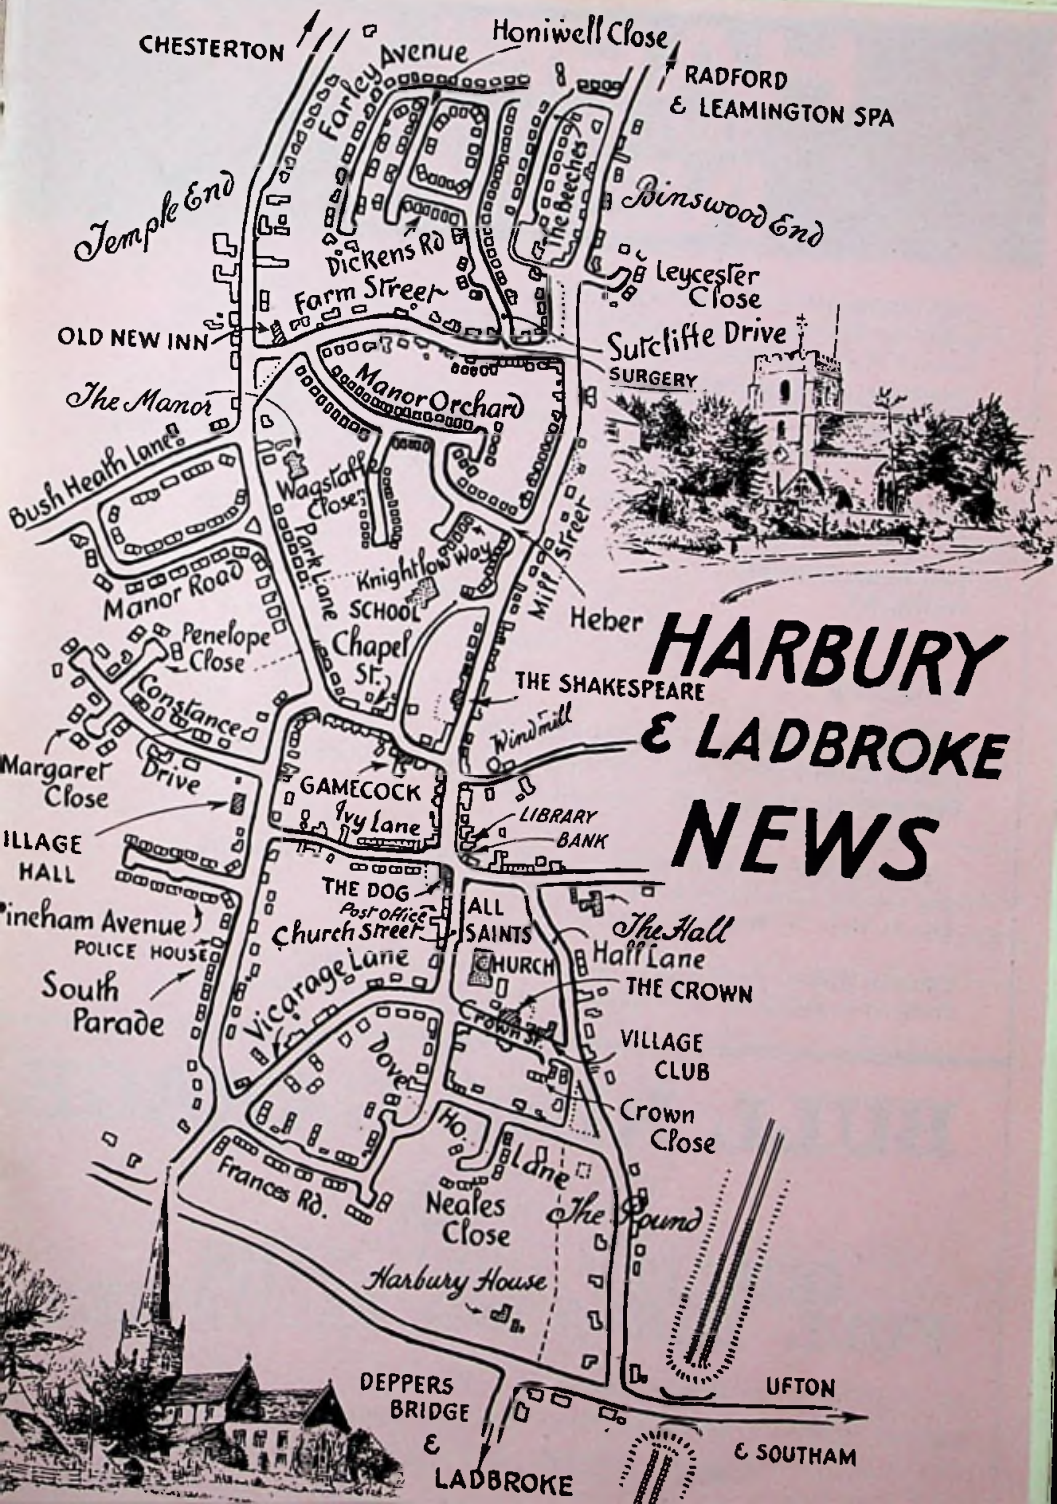 CHESTERTON
Honiwell Close
Farley Avenue
RADFORD
& LEAMINGTON SPA
Temple End
The Beeches
Binswood End
Dickens Rd
Leycester
Close
Farm Street
OLD NEW INN
Sutcliffe Drive
SURGERY
The Manor
Manor Orchard
Bush Heath Lane
Wagstaffe
Close
Park Lane
Mill Street
Knightlow Way
Manor Road
SCHOOL
Heber
HARBURY
& LADBROKE
NEWS
Penelope
Close
Chapel
St.
THE SHAKESPEARE
Constance
Drive
Windmill
Margaret
Close
GAMECOCK
Ivy Lane
LIBRARY
BANK
ILLAGE
HALL
THE DOG
Post office
Church Street
ALL
SAINTS
CHURCH
The Hall
Hall Lane
ineham Avenue
POLICE HOUSE
South
Parade
Vicarage Lane
THE CROWN
Crown St.
VILLAGE
CLUB
Dove
Ho.
Lane
Crown
Close
Frances Rd.
Neales
Close
The Pound
Harbury House
DEPPERS
BRIDGE
&
LADBROKE
UFTON
& SOUTHAM